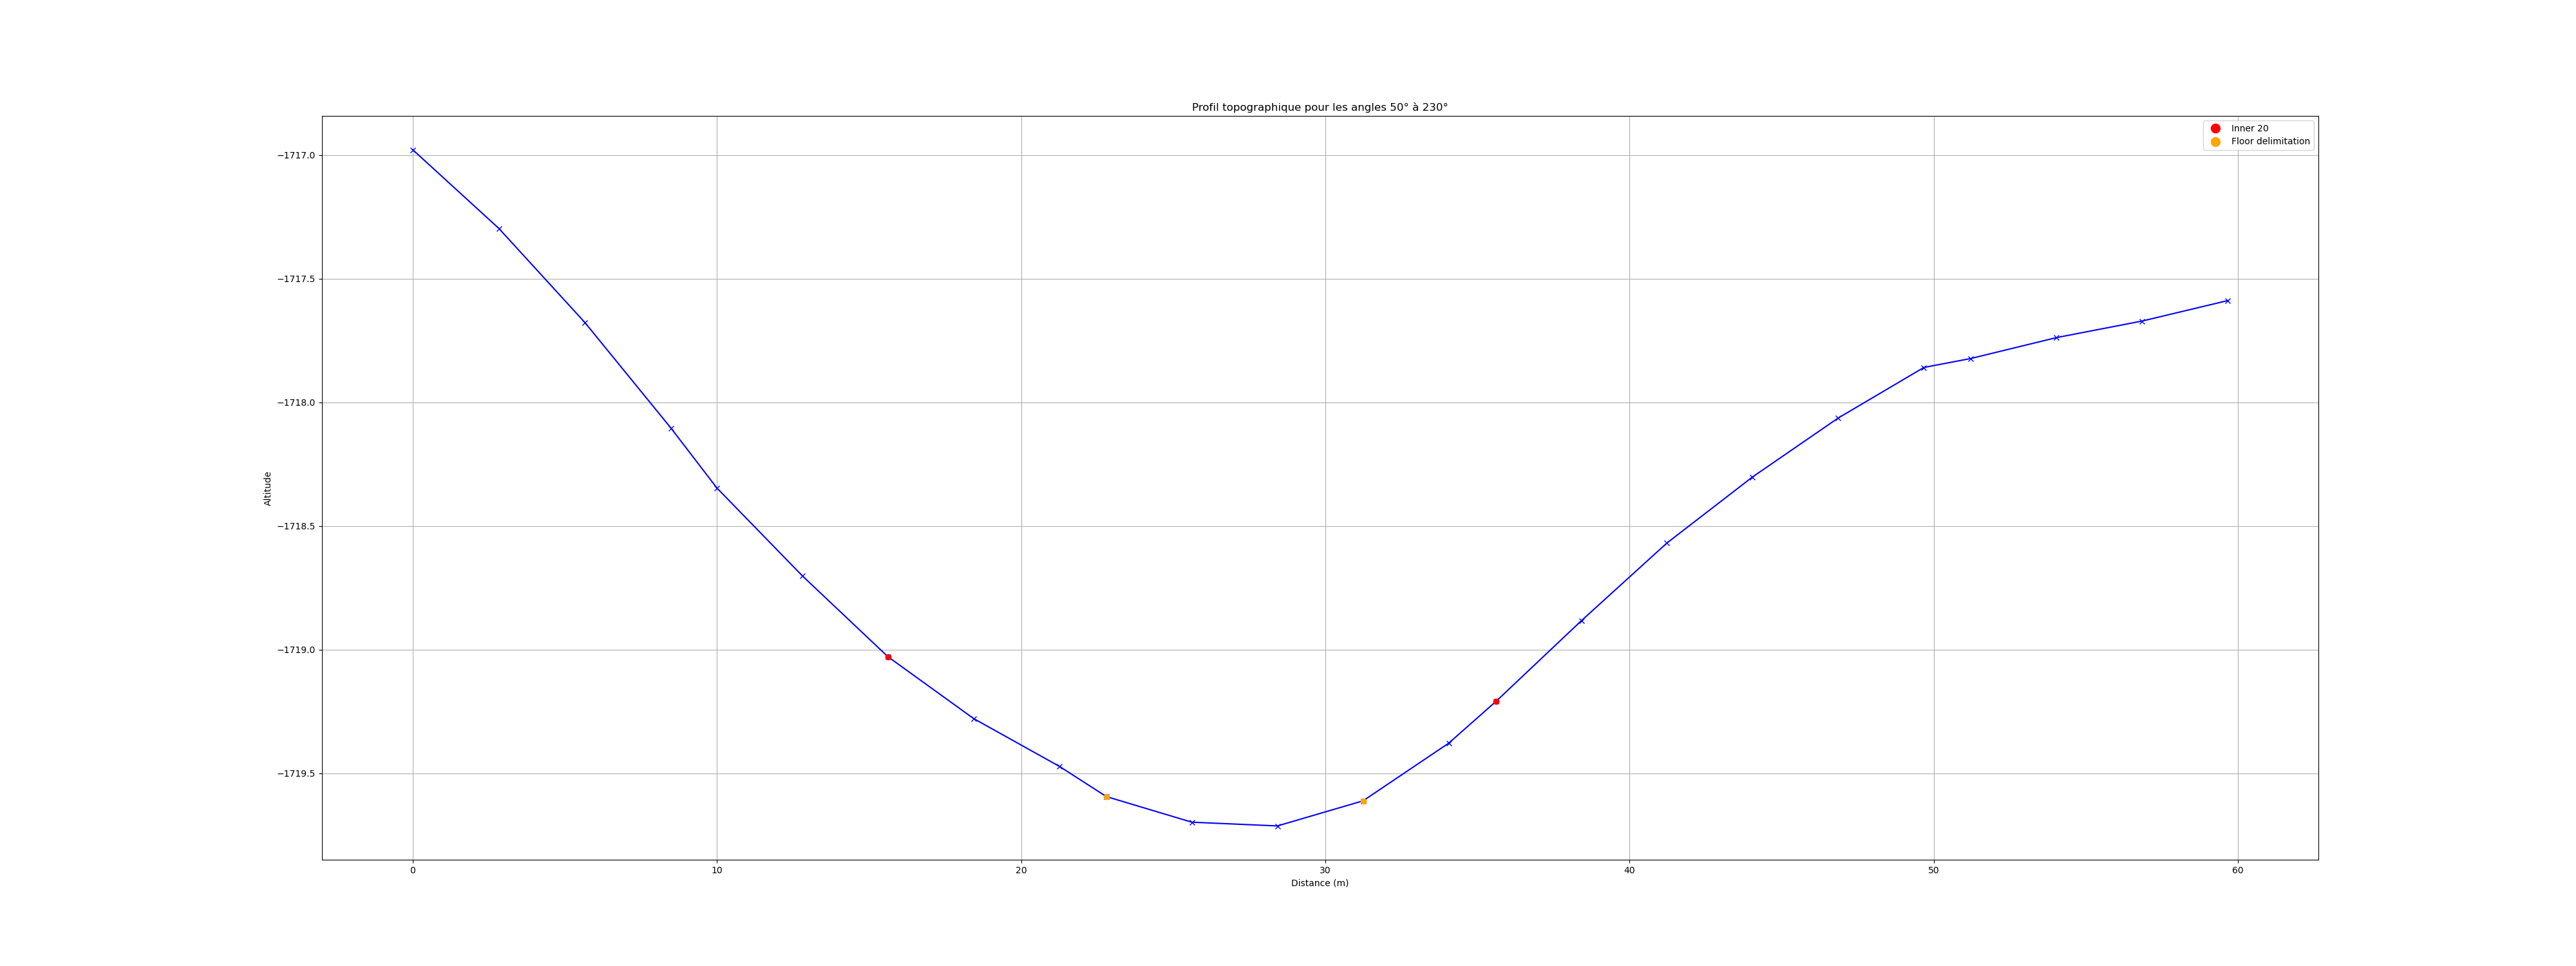 Profil topographique pour les angles 50° à 230°
Inner 20
Floor delimitation
−1717.0
−1717.5
−1718.0
−1718.5
−1719.0
−1719.5
Altitude
0 10 20 30 40 50 60
Distance (m)